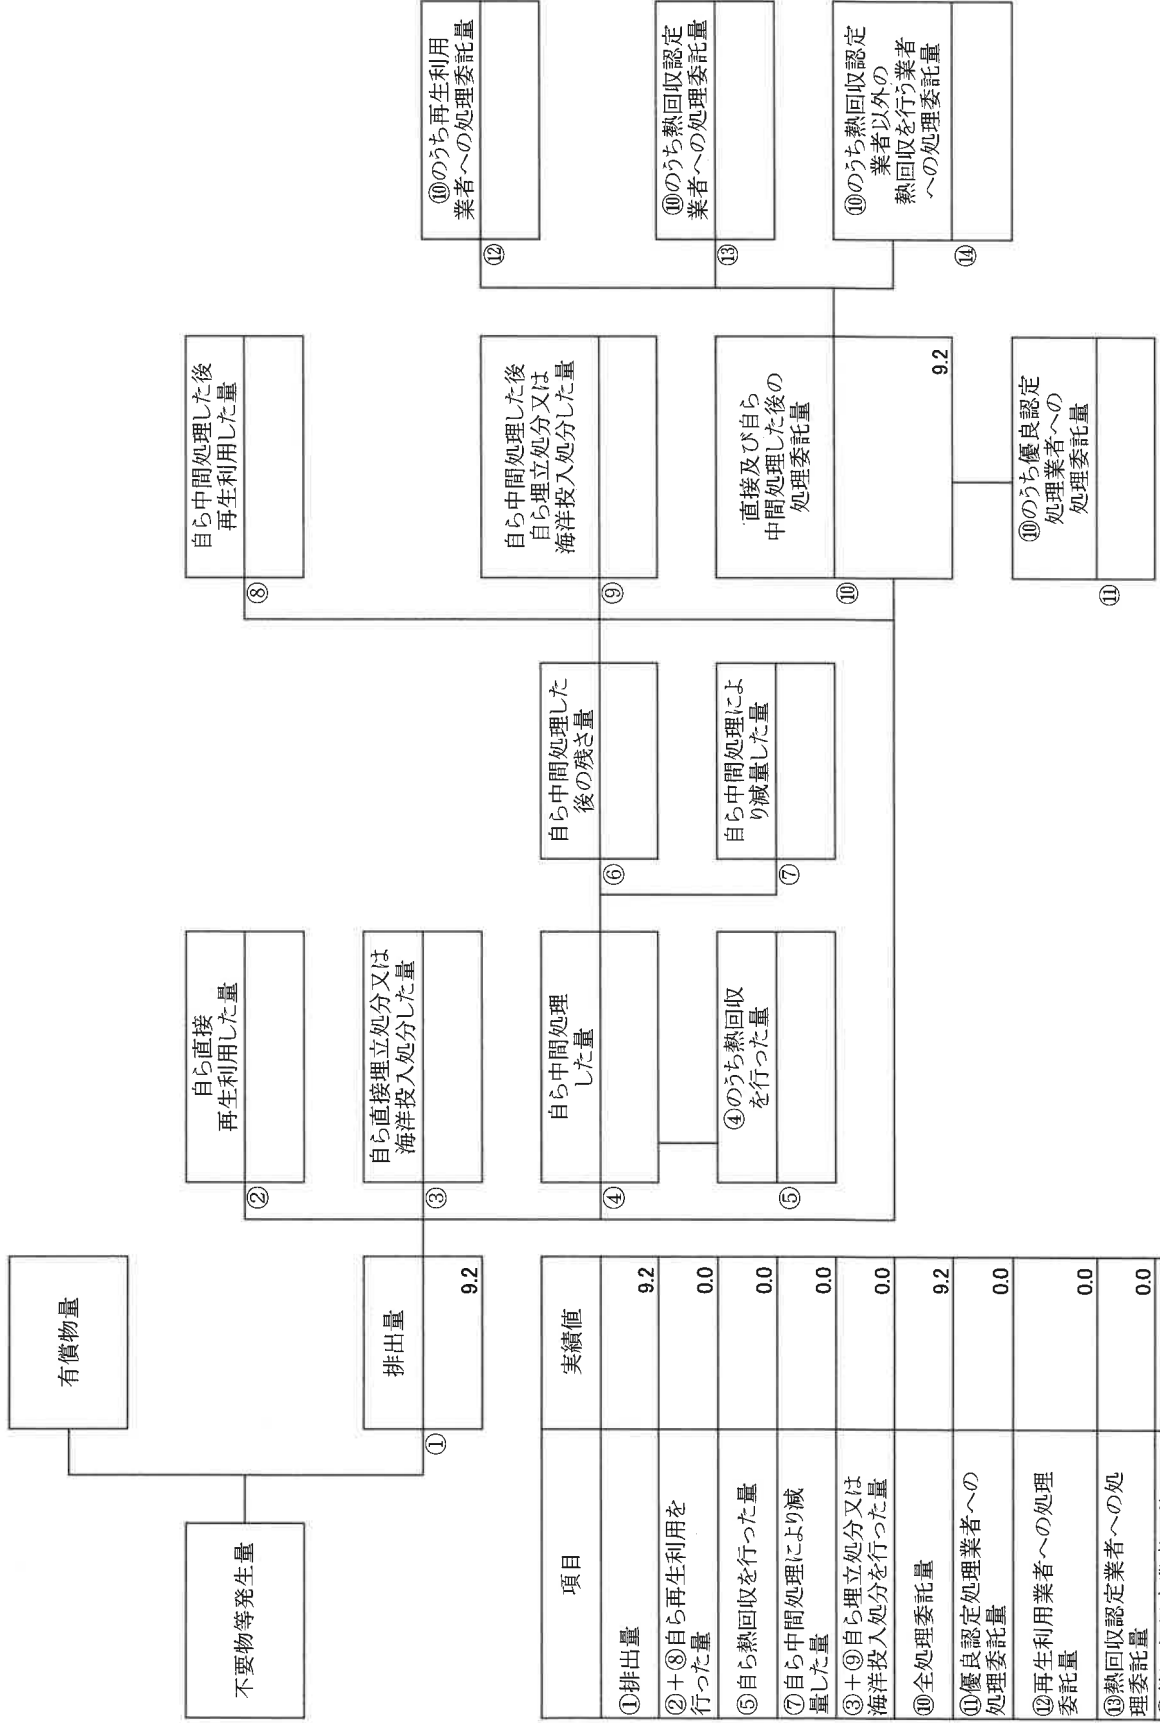 不要物等発生量
有償物量
①
排出量
9.2
②
自ら直接
再生利用した量
③
自ら直接埋立処分又は
海洋投入処分した量
④
自ら中間処理
した量
⑤
④のうち熱回収
を行った量
⑥
自ら中間処理した
後の残さ量
⑦
自ら中間処理によ
り減量した量
⑧
自ら中間処理した後
再生利用した量
⑨
自ら中間処理した後
自ら埋立処分又は
海洋投入処分した量
⑩
直接及び自ら
中間処理した後の
処理委託量
9.2
⑪
⑩のうち優良認定
処理業者への
処理委託量
⑫
⑩のうち再生利用
業者への処理委託量
⑬
⑩のうち熱回収認定
業者への処理委託量
⑭
⑩のうち熱回収認定
業者以外の
熱回収を行う業者
への処理委託量
項目 実績値
①排出量 9.2
②+⑧自ら再生利用を
行った量 0.0
⑤自ら熱回収を行った量 0.0
⑦自ら中間処理により減
量した量 0.0
③+⑨自ら埋立処分又は
海洋投入処分を行った量 0.0
⑩全処理委託量 9.2
⑪優良認定処理業者への
処理委託量 0.0
⑫再生利用業者への処理
委託量 0.0
⑬熱回収認定業者への処
理委託量 0.0